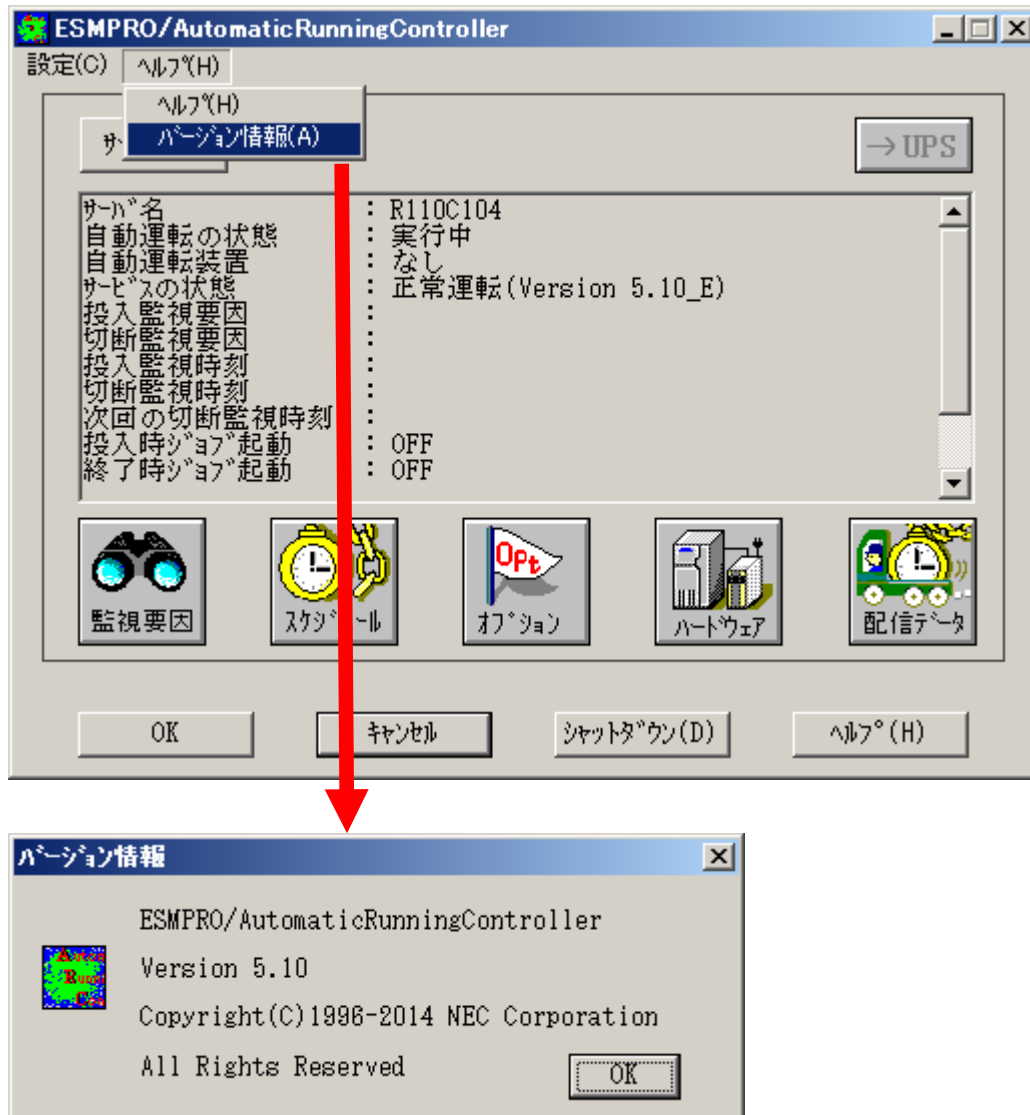 ESMPRO/AutomaticRunningController
設定(C) ﾍﾙﾌﾟ(H)
ﾍﾙﾌﾟ(H)
ﾊﾞｰｼﾞｮﾝ情報(A)
ｻｰ
→UPS
ｻｰﾊﾞ名 : R110C104
自動運転の状態 : 実行中
自動運転装置 : なし
ｻｰﾋﾞｽの状態 : 正常運転(Version 5.10_E)
投入監視要因 :
切断監視要因 :
投入監視時刻 :
切断監視時刻 :
次回の切断監視時刻 :
投入時ｼﾞｮﾌﾞ起動 : OFF
終了時ｼﾞｮﾌﾞ起動 : OFF
OPt
監視要因 ｽｹｼﾞｭｰﾙ ｵﾌﾟｼｮﾝ ﾊｰﾄﾞｳｪｱ 配信ﾃﾞｰﾀ
OK ｷｬﾝｾﾙ ｼｬｯﾄﾀﾞｳﾝ(D) ﾍﾙﾌﾟ(H)
ﾊﾞｰｼﾞｮﾝ情報
ESMPRO/AutomaticRunningController
Version 5.10
Copyright(C)1996-2014 NEC Corporation
All Rights Reserved
OK